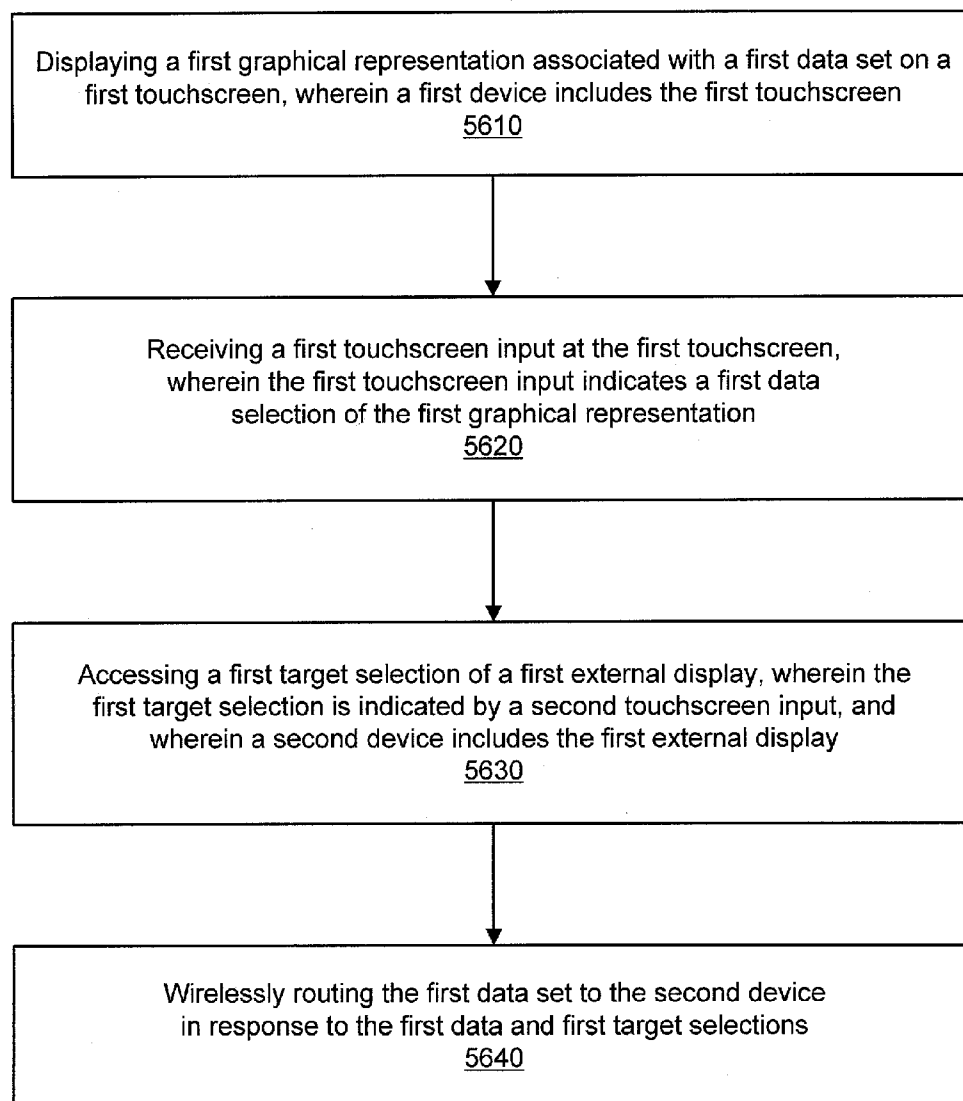 Displaying a first graphical representation associated with a first data set on a
first touchscreen, wherein a first device includes the first touchscreen
5610
Receiving a first touchscreen input at the first touchscreen,
wherein the first touchscreen input indicates a first data
selection of the first graphical representation
5620
Accessing a first target selection of a first external display, wherein the
first target selection is indicated by a second touchscreen input, and
wherein a second device includes the first external display
5630
Wirelessly routing the first data set to the second device
in response to the first data and first target selections
5640